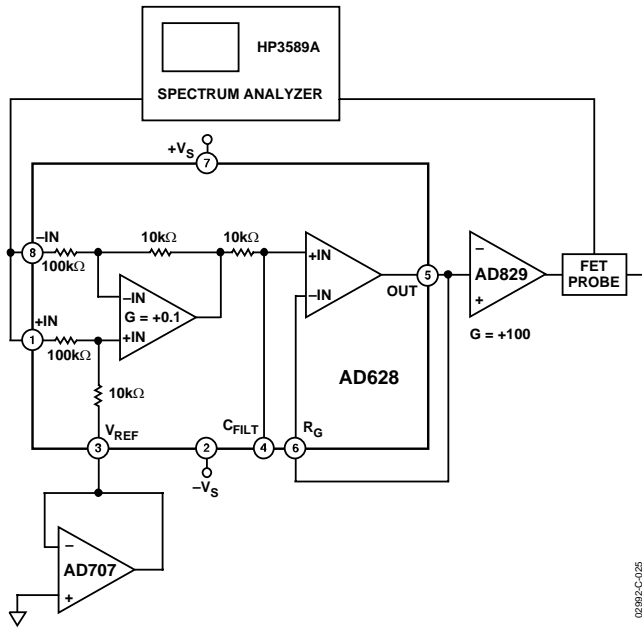 HP3589A
SPECTRUM ANALYZER
+VS
7
8
–IN
100kΩ
10kΩ
10kΩ
–IN
G = +0.1
+IN
1
+IN
100kΩ
10kΩ
+IN
–IN
OUT
5
AD628
–
+
AD829
G = +100
FET
PROBE
VREF
3
2
–VS
CFILT
4
RG
6
–
+
AD707
02992-C-025